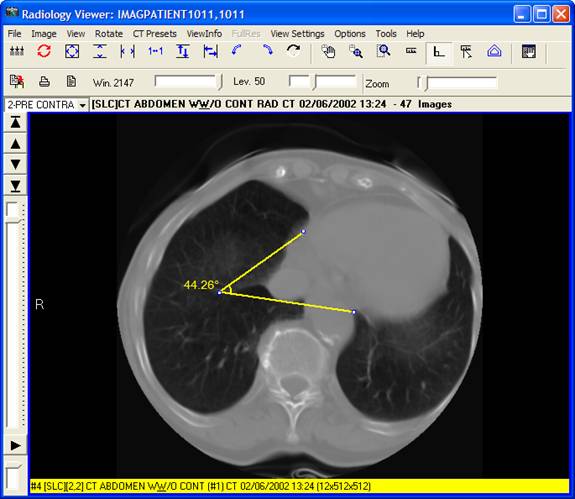 Radiology Viewer: IMAGPATIENT1011,1011
File Image View Rotate CT Presets ViewInfo FullRes View Settings Options Tools Help
1··1
Win. 2147 Lev. 50 Zoom
2-PRE CONTRA [SLC]CT ABDOMEN WW/O CONT RAD CT 02/06/2002 13:24 - 47 Images
44.26°
R
#4 [SLC][2,2] CT ABDOMEN WW/O CONT (#1) CT 02/06/2002 13:24 (12x512x512)